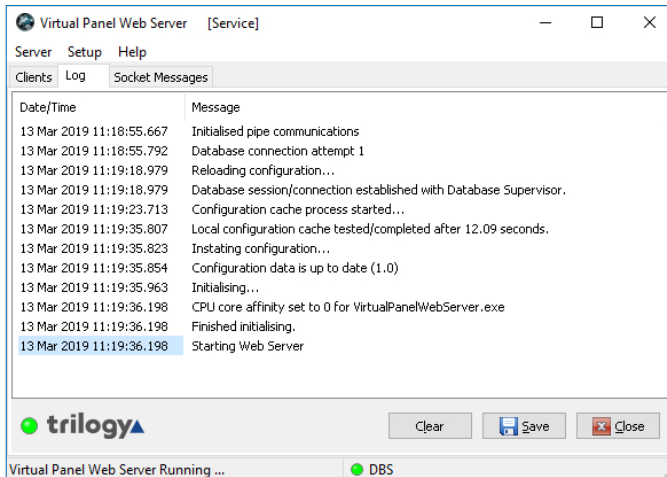 Virtual Panel Web Server [Service]
Server Setup Help
Clients Log Socket Messages
Date/Time Message
13 Mar 2019 11:18:55.667 Initialised pipe communications
13 Mar 2019 11:18:55.792 Database connection attempt 1
13 Mar 2019 11:19:18.979 Reloading configuration...
13 Mar 2019 11:19:18.979 Database session/connection established with Database Supervisor.
13 Mar 2019 11:19:23.713 Configuration cache process started...
13 Mar 2019 11:19:35.807 Local configuration cache tested/completed after 12.09 seconds.
13 Mar 2019 11:19:35.823 Instating configuration...
13 Mar 2019 11:19:35.854 Configuration data is up to date (1.0)
13 Mar 2019 11:19:35.963 Initialising...
13 Mar 2019 11:19:36.198 CPU core affinity set to 0 for VirtualPanelWebServer.exe
13 Mar 2019 11:19:36.198 Finished initialising.
13 Mar 2019 11:19:36.198 Starting Web Server
trilogy Clear Save Close
Virtual Panel Web Server Running ... DBS